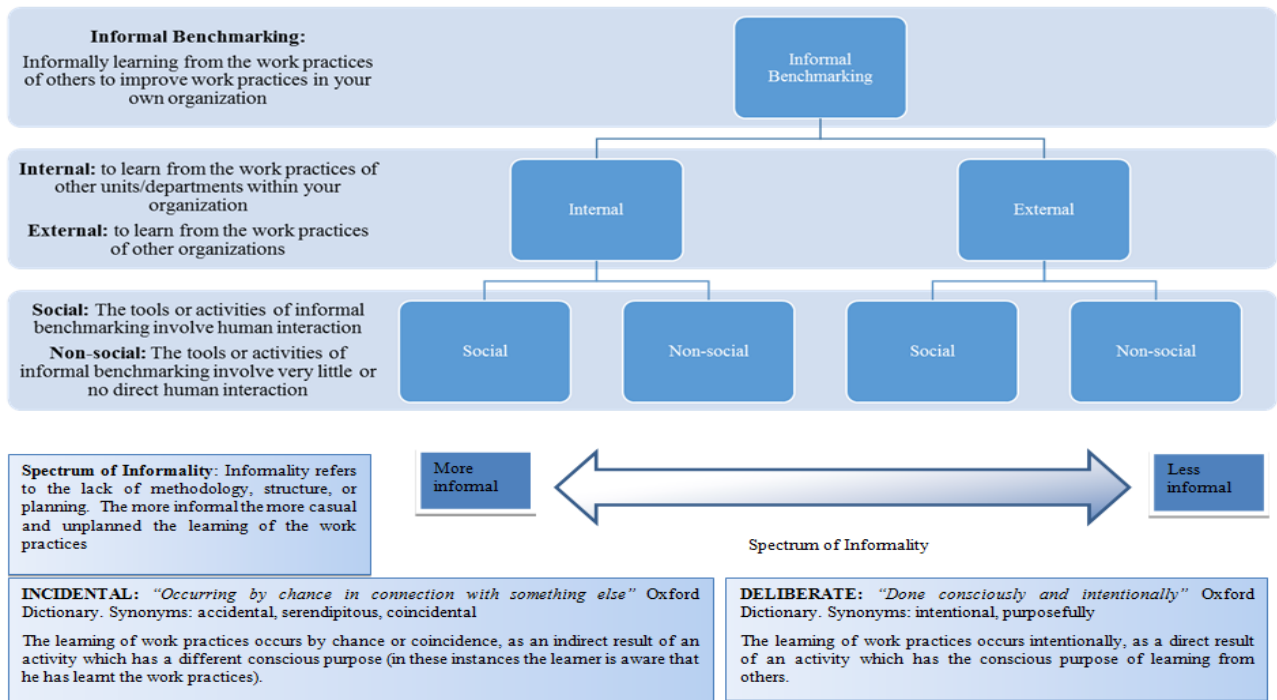 Informal Benchmarking:
Informally learning from the work practices
of others to improve work practices in your
own organization
Informal
Benchmarking
Internal: to learn from the work practices of
other units/departments within your
organization
External: to learn from the work practices
of other organizations
Internal
External
Social: The tools or activities of informal
benchmarking involve human interaction
Non-social: The tools or activities of
informal benchmarking involve very little or
no direct human interaction
Social
Non-social
Social
Non-social
Spectrum of Informality: Informality refers
to the lack of methodology, structure, or
planning. The more informal the more casual
and unplanned the learning of the work
practices
More
informal
Less
informal
Spectrum of Informality
INCIDENTAL: “Occurring by chance in connection with something else” Oxford
Dictionary. Synonyms: accidental, serendipitous, coincidental
The learning of work practices occurs by chance or coincidence, as an indirect result of an
activity which has a different conscious purpose (in these instances the learner is aware that
he has learnt the work practices).
DELIBERATE: “Done consciously and intentionally” Oxford
Dictionary. Synonyms: intentional, purposefully
The learning of work practices occurs intentionally, as a direct result
of an activity which has the conscious purpose of learning from
others.